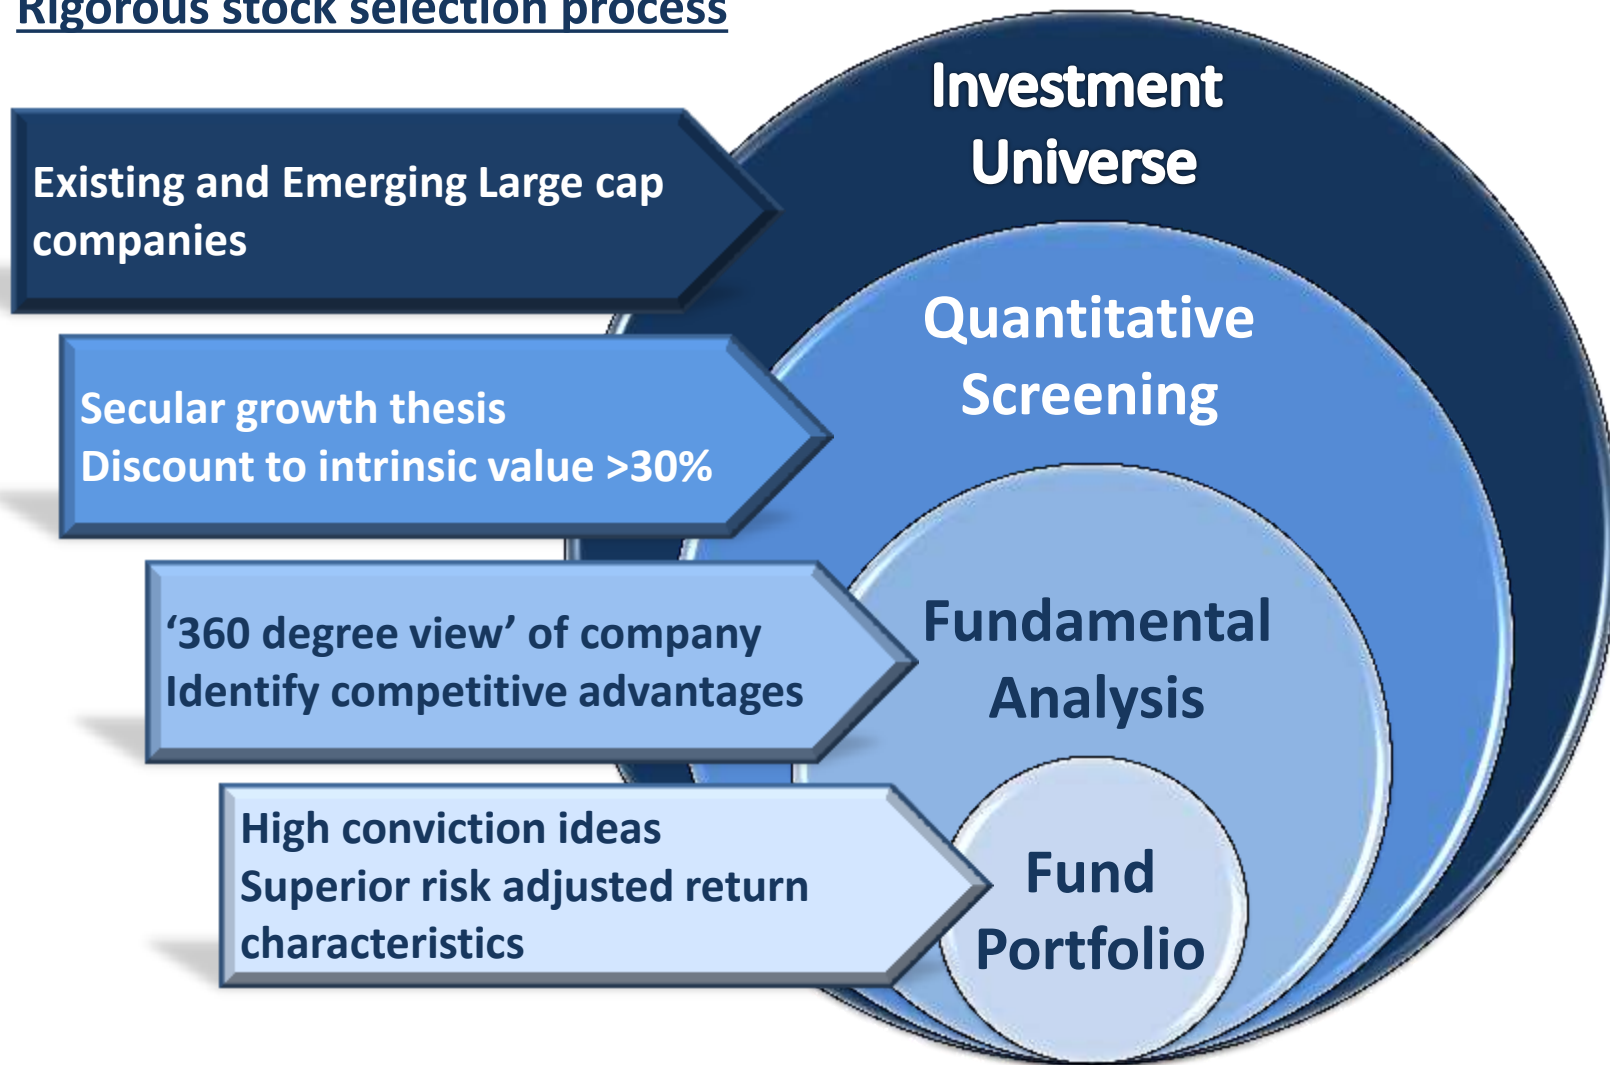 Rigorous stock selection process
Investment
Universe
Existing and Emerging Large cap
companies
Quantitative
Screening
Secular growth thesis
Discount to intrinsic value >30%
Fundamental
Analysis
‘360 degree view’ of company
Identify competitive advantages
High conviction ideas
Superior risk adjusted return
characteristics
Fund
Portfolio